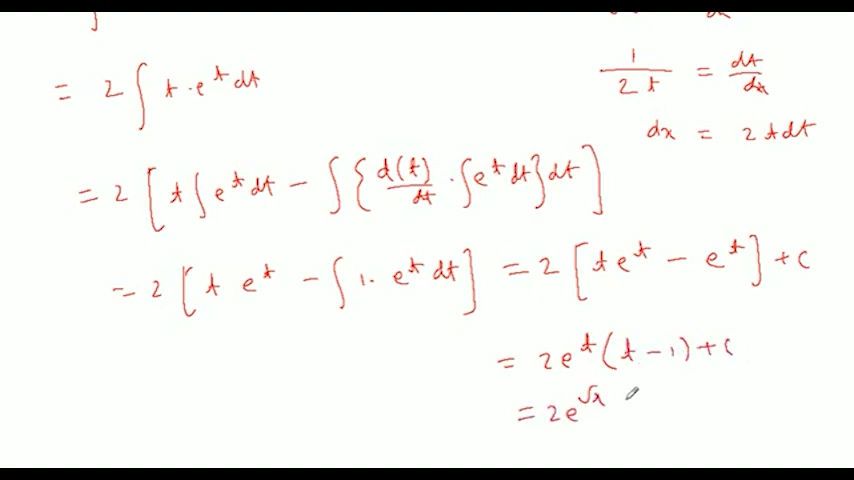 = 2 ∫ t · e^t dt
1 / 2t = dt / dx
dx = 2t dt
= 2 [ t ∫ e^t dt − ∫ { d(t)/dt · ∫ e^t dt } dt ]
= 2 [ t e^t − ∫ 1 · e^t dt ] = 2 [ t e^t − e^t ] + c
= 2e^t (t − 1) + c
= 2e^√x